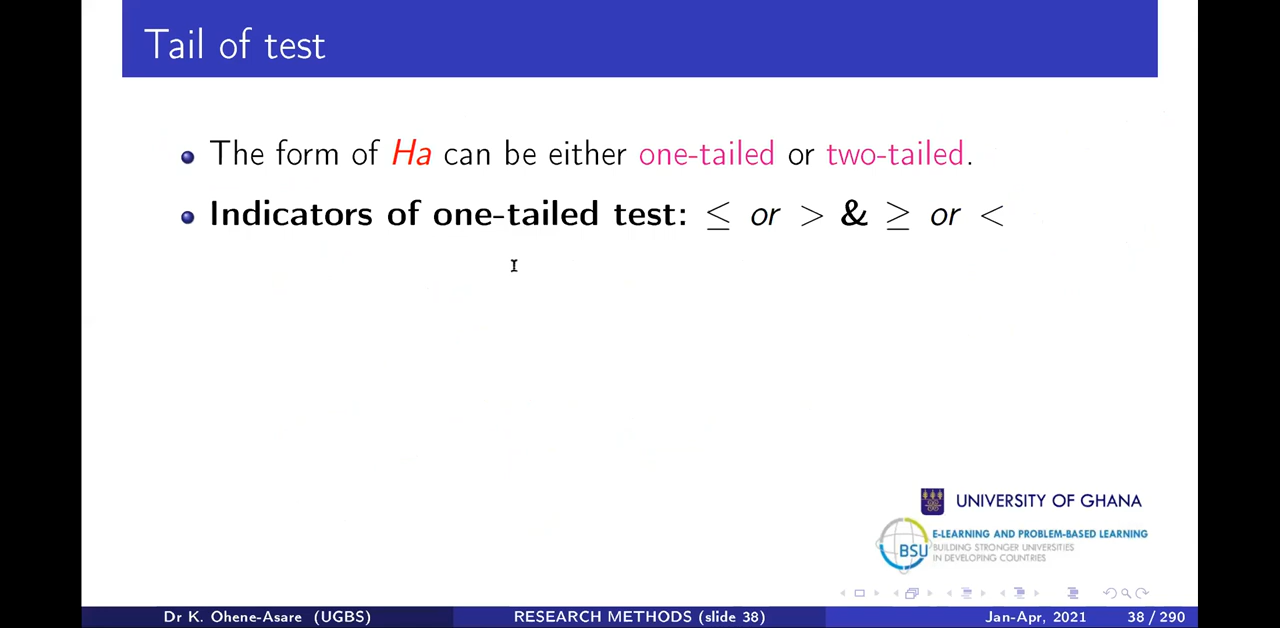 Tail of test
The form of Ha can be either one-tailed or two-tailed.
Indicators of one-tailed test: ≤ or > & ≥ or <
UNIVERSITY OF GHANA
E-LEARNING AND PROBLEM-BASED LEARNING
BSU BUILDING STRONGER UNIVERSITIES
IN DEVELOPING COUNTRIES
Dr K. Ohene-Asare (UGBS) RESEARCH METHODS (slide 38) Jan-Apr, 2021 38 / 290